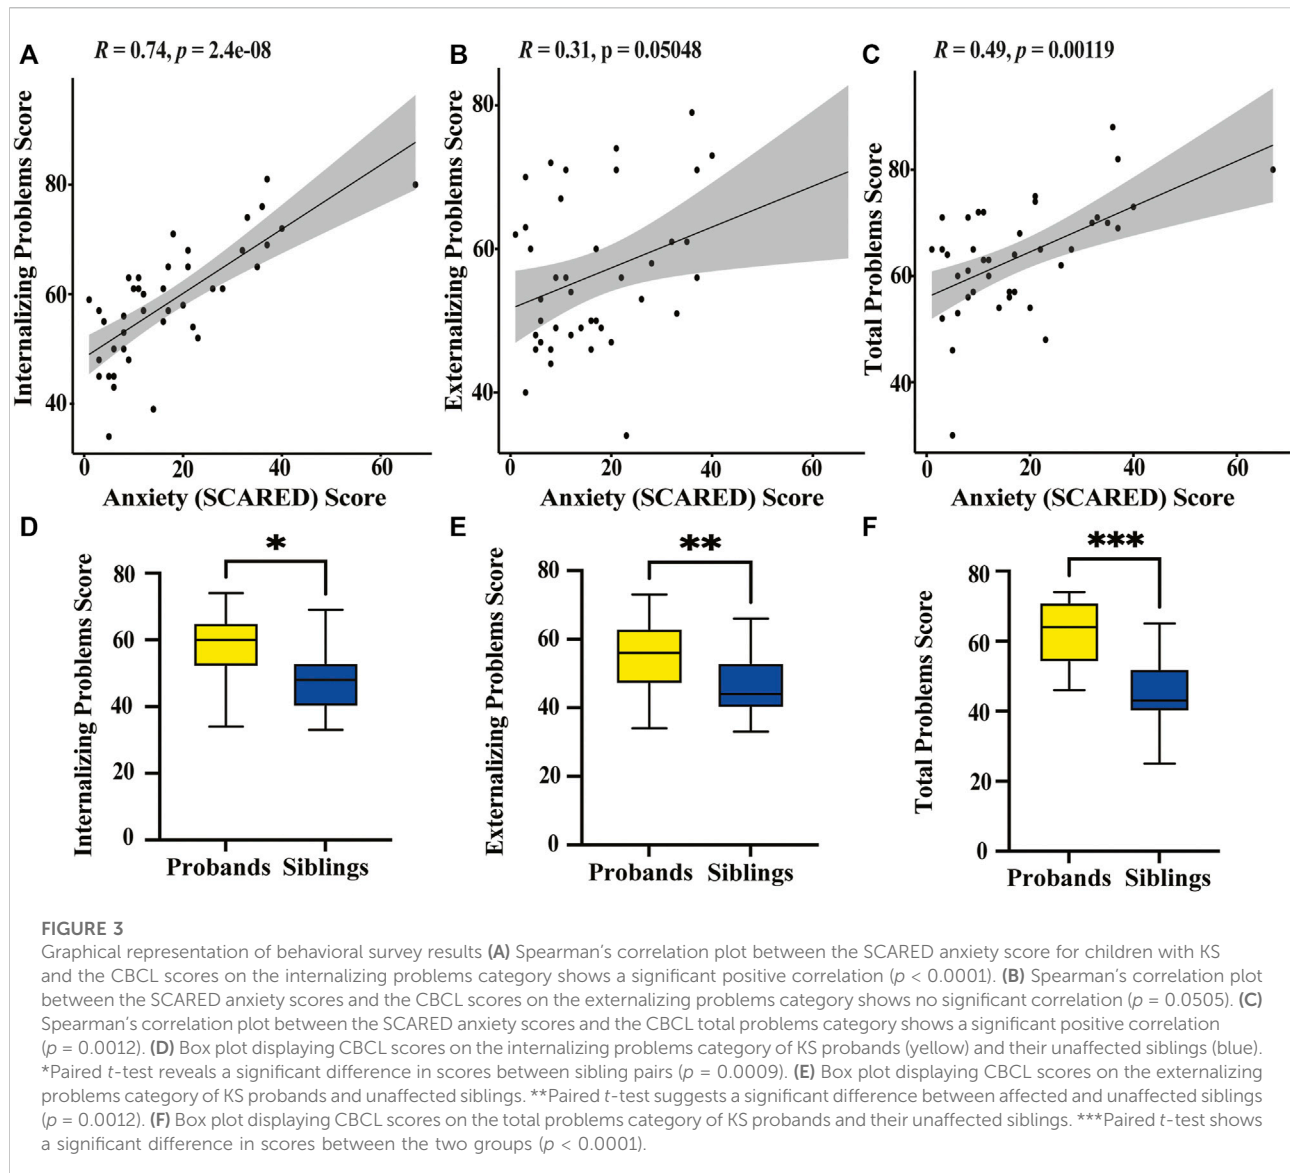 A
R = 0.74, p = 2.4e-08
Internalizing Problems Score
80
60
40
0 20 40 60
Anxiety (SCARED) Score
B
R = 0.31, p = 0.05048
Externalizing Problems Score
80
60
40
0 20 40 60
Anxiety (SCARED) Score
C
R = 0.49, p = 0.00119
Total Problems Score
80
60
40
0 20 40 60
Anxiety (SCARED) Score
D
*
Internalizing Problems Score
80
60
40
20
0
Probands Siblings
E
**
Externalizing Problems Score
80
60
40
20
0
Probands Siblings
F
***
Total Problems Score
80
60
40
20
0
Probands Siblings
FIGURE 3
Graphical representation of behavioral survey results (A) Spearman's correlation plot between the SCARED anxiety score for children with KS
and the CBCL scores on the internalizing problems category shows a significant positive correlation (p < 0.0001). (B) Spearman's correlation plot
between the SCARED anxiety scores and the CBCL scores on the externalizing problems category shows no significant correlation (p = 0.0505). (C)
Spearman's correlation plot between the SCARED anxiety scores and the CBCL total problems category shows a significant positive correlation
(p = 0.0012). (D) Box plot displaying CBCL scores on the internalizing problems category of KS probands (yellow) and their unaffected siblings (blue).
*Paired t-test reveals a significant difference in scores between sibling pairs (p = 0.0009). (E) Box plot displaying CBCL scores on the externalizing
problems category of KS probands and unaffected siblings. **Paired t-test suggests a significant difference between affected and unaffected siblings
(p = 0.0012). (F) Box plot displaying CBCL scores on the total problems category of KS probands and their unaffected siblings. ***Paired t-test shows
a significant difference in scores between the two groups (p < 0.0001).